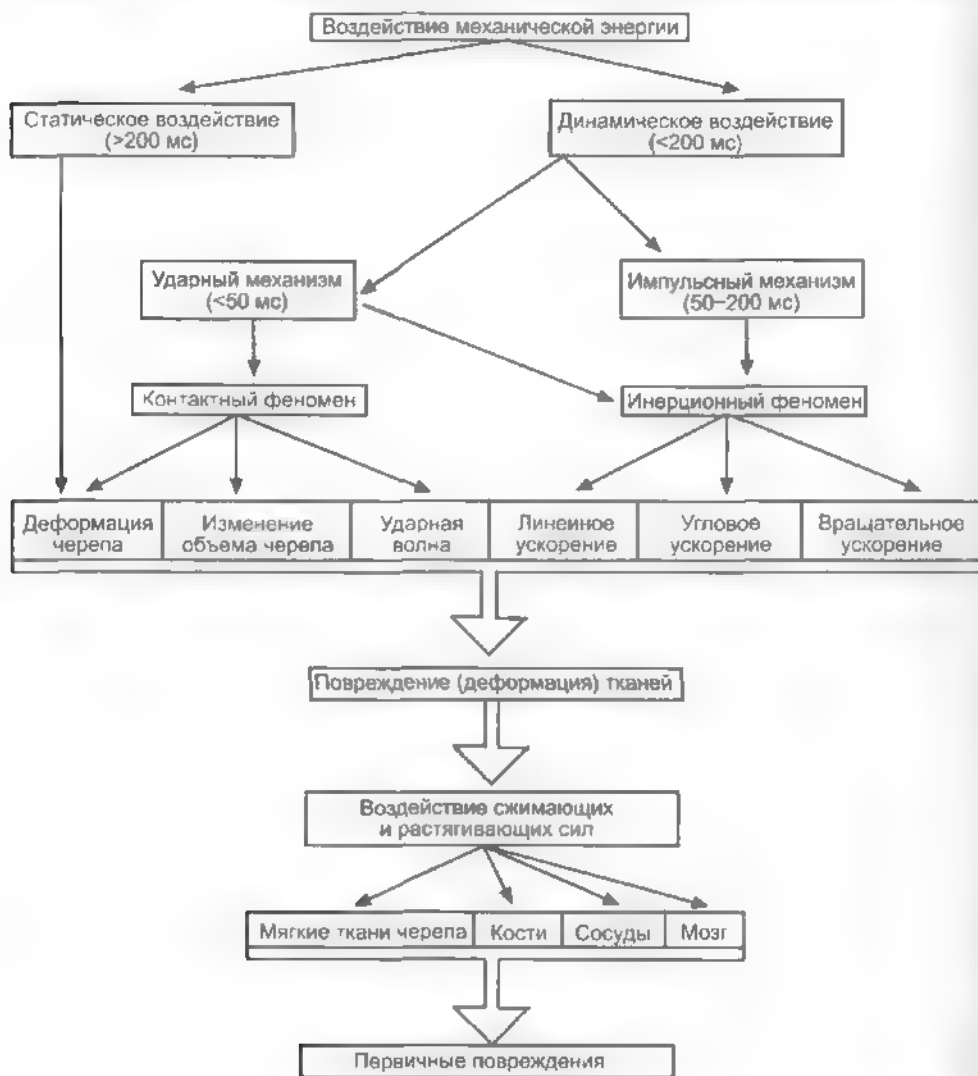 Воздействие механической энергии
Статическое воздействие
(>200 мс)
Динамическое воздействие
(<200 мс)
Ударный механизм
(<50 мс)
Импульсный механизм
(50–200 мс)
Контактный феномен
Инерционный феномен
Деформация
черепа
Изменение
объема черепа
Ударная
волна
Линейное
ускорение
Угловое
ускорение
Вращательное
ускорение
Повреждение (деформация) тканей
Воздействие сжимающих
и растягивающих сил
Мягкие ткани черепа
Кости
Сосуды
Мозг
Первичные повреждения